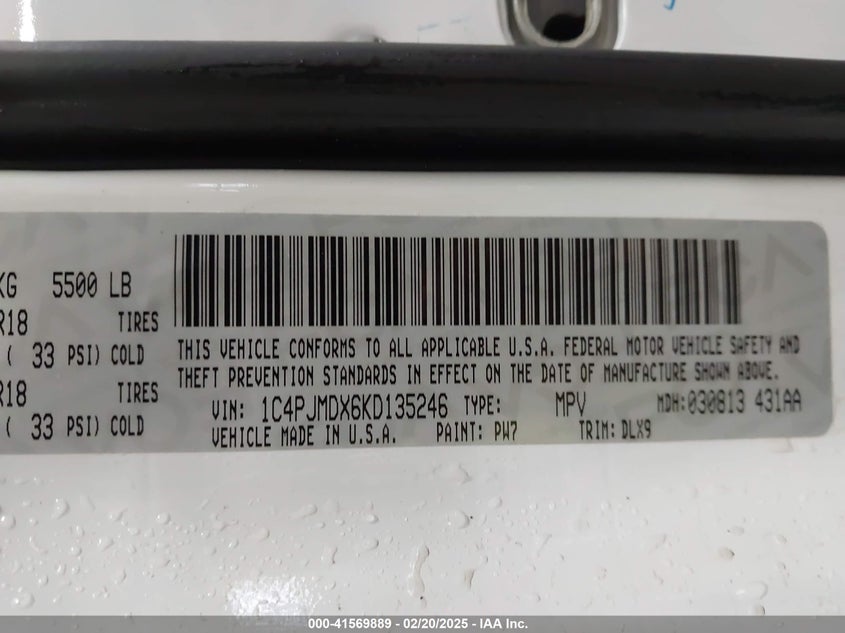 KG 5500 LB
R18 TIRES
( 33 PSI) COLD
R18 TIRES
( 33 PSI) COLD
THIS VEHICLE CONFORMS TO ALL APPLICABLE U.S.A. FEDERAL MOTOR VEHICLE SAFETY AND
THEFT PREVENTION STANDARDS IN EFFECT ON THE DATE OF MANUFACTURE SHOWN ABOVE.
VIN: 1C4PJMDX6KD135246 TYPE: MPV MDH:030813 431AA
VEHICLE MADE IN U.S.A. PAINT: PW7 TRIM: DLX9
000-41569889 - 02/20/2025 - IAA Inc.